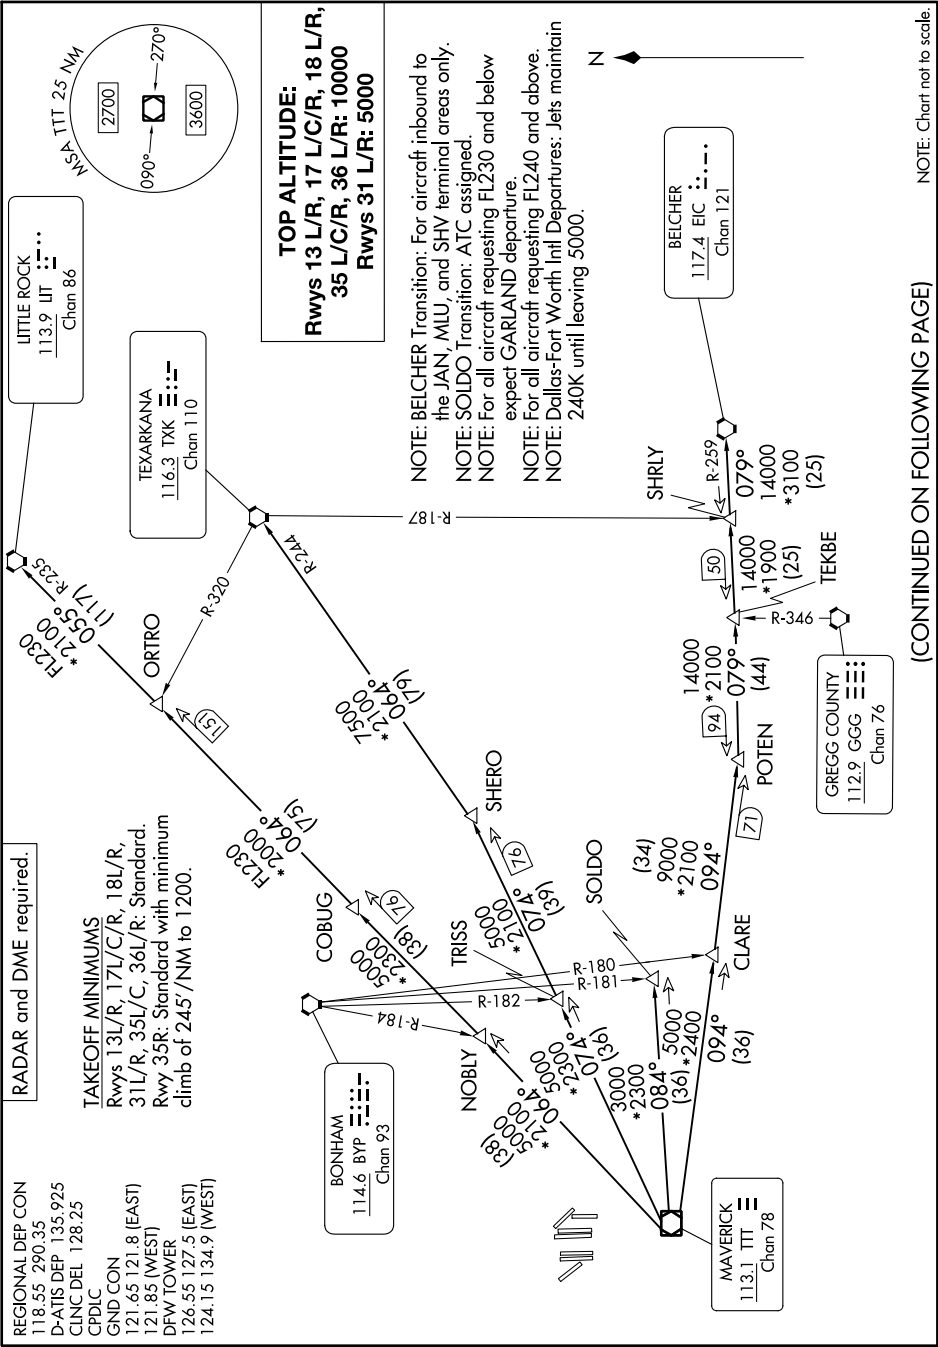 REGIONAL DEP CON
118.55 290.35
D-ATIS DEP 135.925
CLNC DEL 128.25
CPDLC
GND CON
121.65 121.8 (EAST)
121.85 (WEST)
DFW TOWER
126.55 127.5 (EAST)
124.15 134.9 (WEST)
RADAR and DME required.
TAKEOFF MINIMUMS
Rwys 13L/R, 17L/C/R, 18L/R,
31L/R, 35L/C, 36L/R: Standard.
Rwy 35R: Standard with minimum
climb of 245'/NM to 1200.
LITTLE ROCK
113.9 LIT
Chan 86
MSA TTT 25 NM
2700
270°
090°
3600
TEXARKANA
116.3 TXK
Chan 110
TOP ALTITUDE:
Rwys 13 L/R, 17 L/C/R, 18 L/R,
35 L/C/R, 36 L/R: 10000
Rwys 31 L/R: 5000
NOTE: BELCHER Transition: For aircraft inbound to
the JAN, MLU, and SHV terminal areas only.
NOTE: SOLDO Transition: ATC assigned.
NOTE: For all aircraft requesting FL230 and below
expect GARLAND departure.
NOTE: For all aircraft requesting FL240 and above.
NOTE: Dallas-Fort Worth Intl Departures: Jets maintain
240K until leaving 5000.
N
BONHAM
114.6 BYP
Chan 93
R-184
R-182
R-181
R-180
MAVERICK
113.1 TTT
Chan 78
NOBLY
(38)
5000
*2100
064°
COBUG
5000
*2300
(38)
76
FL230
*2000
064°
(75)
ORTRO
151
FL230
*2100
055°
(117)
R-235
R-320
R-244
R-187
TRISS
5000
*2300
074°
(36)
5000
*2100
074°
(39)
76
SHERO
7500
*2100
064°
(79)
SOLDO
3000
*2300
084°
(36)
CLARE
5000
*2400
094°
(36)
(34)
9000
*2100
094°
71
POTEN
94
14000
*2100
079°
(44)
TEKBE
R-346
GREGG COUNTY
112.9 GGG
Chan 76
50
14000
*1900
(25)
SHRLY
R-259
079°
14000
*3100
(25)
BELCHER
117.4 EIC
Chan 121
(CONTINUED ON FOLLOWING PAGE)
NOTE: Chart not to scale.